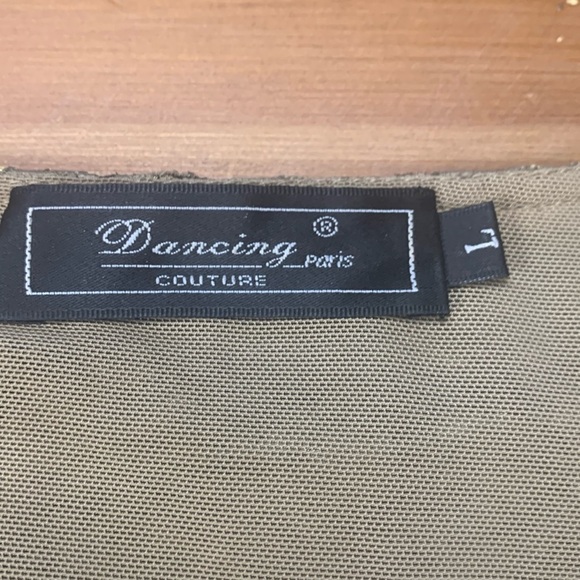 Dancing ®
paris
COUTURE
L